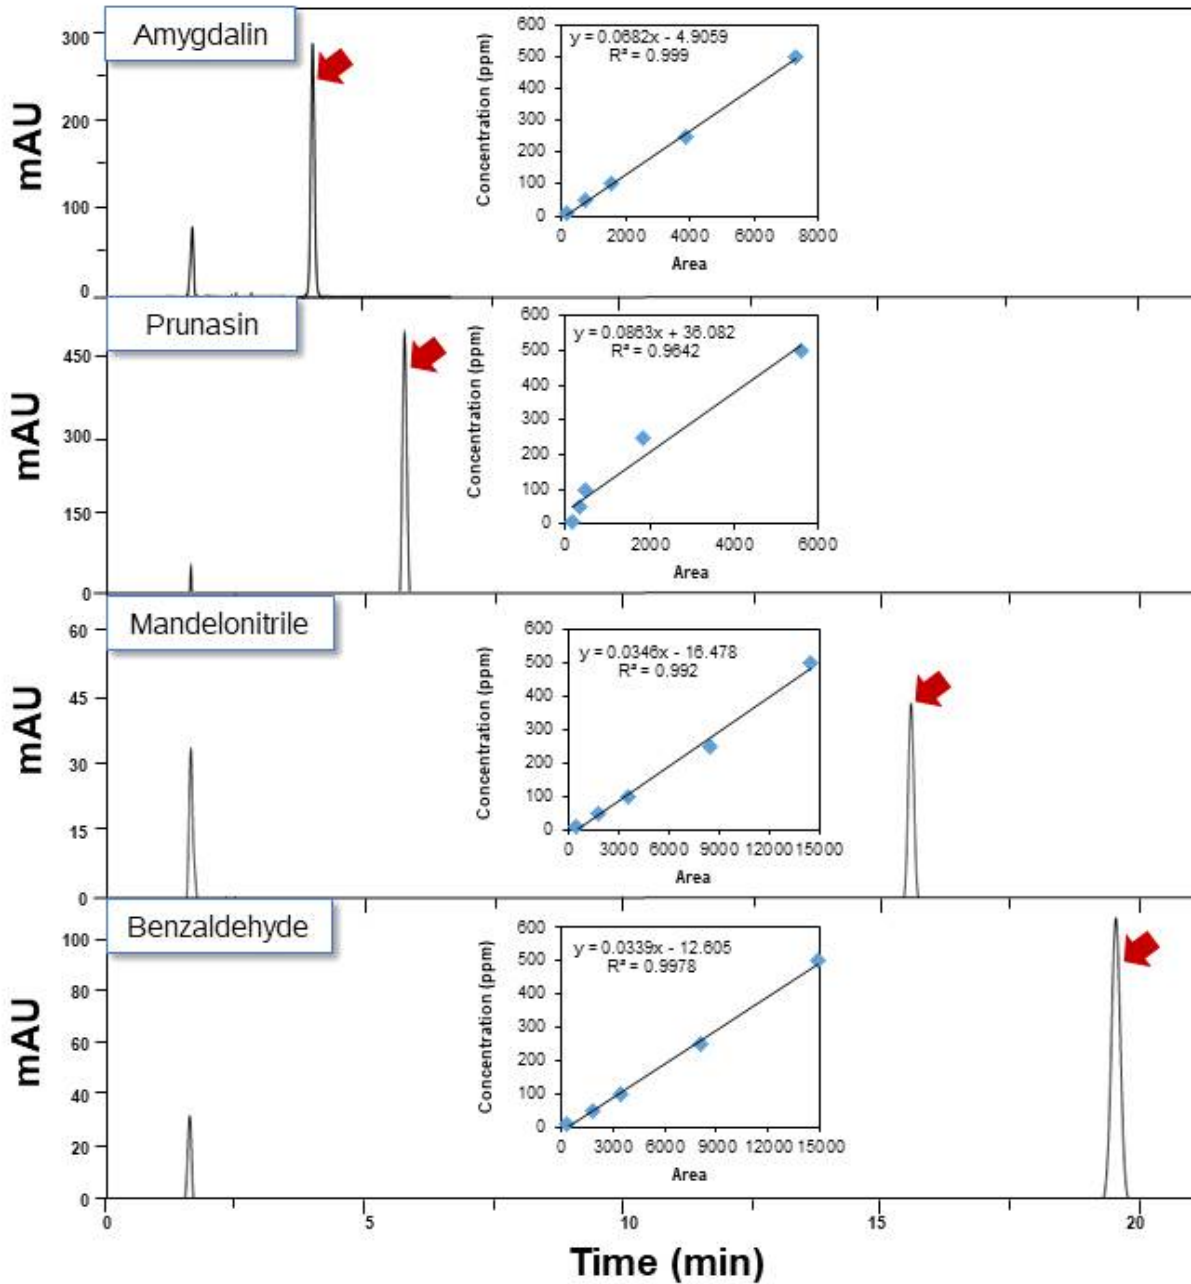 Amygdalin
mAU
300
200
100
0
Concentration (ppm)
600
500
400
300
200
100
0
y = 0.0682x - 4.9059
R² = 0.999
0 2000 4000 6000 8000
Area
Prunasin
mAU
450
300
150
0
Concentration (ppm)
600
500
400
300
200
100
0
y = 0.0863x + 36.082
R² = 0.9642
0 2000 4000 6000
Area
Mandelonitrile
mAU
60
45
30
15
0
Concentration (ppm)
600
500
400
300
200
100
0
y = 0.0346x - 16.478
R² = 0.992
0 3000 6000 9000 12000 15000
Area
Benzaldehyde
mAU
100
80
60
40
20
0
Concentration (ppm)
600
500
400
300
200
100
0
y = 0.0339x - 12.605
R² = 0.9978
0 3000 6000 9000 12000 15000
Area
0 5 10 15 20
Time (min)